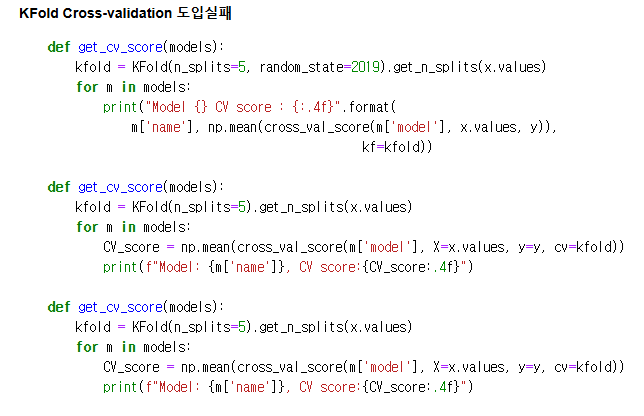 KFold Cross-validation 도입실패
def get_cv_score(models):
    kfold = KFold(n_splits=5, random_state=2019).get_n_splits(x.values)
    for m in models:
        print("Model {} CV score : {:.4f}".format(
            m['name'], np.mean(cross_val_score(m['model'], x.values, y)),
                                               kf=kfold))
def get_cv_score(models):
    kfold = KFold(n_splits=5).get_n_splits(x.values)
    for m in models:
        CV_score = np.mean(cross_val_score(m['model'], X=x.values, y=y, cv=kfold))
        print(f"Model: {m['name']}, CV score:{CV_score:.4f}")
def get_cv_score(models):
    kfold = KFold(n_splits=5).get_n_splits(x.values)
    for m in models:
        CV_score = np.mean(cross_val_score(m['model'], X=x.values, y=y, cv=kfold))
        print(f"Model: {m['name']}, CV score:{CV_score:.4f}")